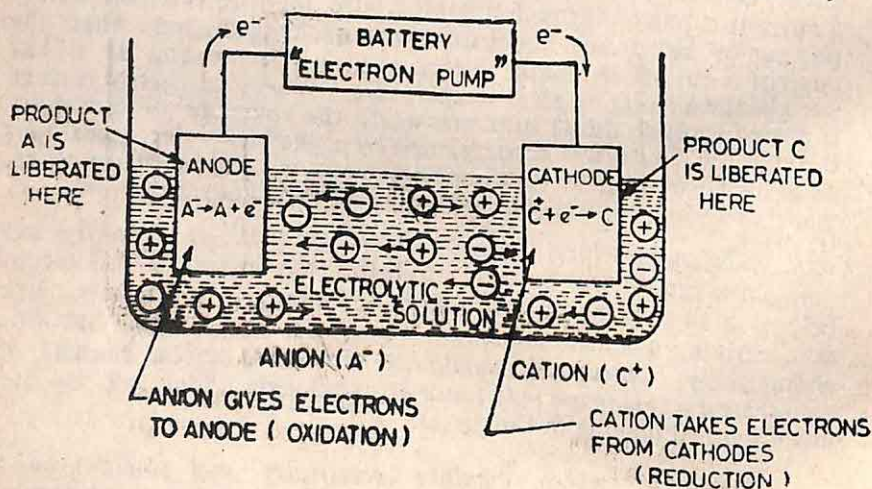 e⁻
BATTERY
"ELECTRON PUMP"
e⁻
PRODUCT
A IS
LIBERATED
HERE
ANODE
A⁻→A+e⁻
CATHODE
C⁺+e⁻→C
PRODUCT C
IS LIBERATED
HERE
ELECTROLYTIC
SOLUTION
ANION (A⁻)
CATION (C⁺)
ANION GIVES ELECTRONS
TO ANODE (OXIDATION)
CATION TAKES ELECTRONS
FROM CATHODES
(REDUCTION)